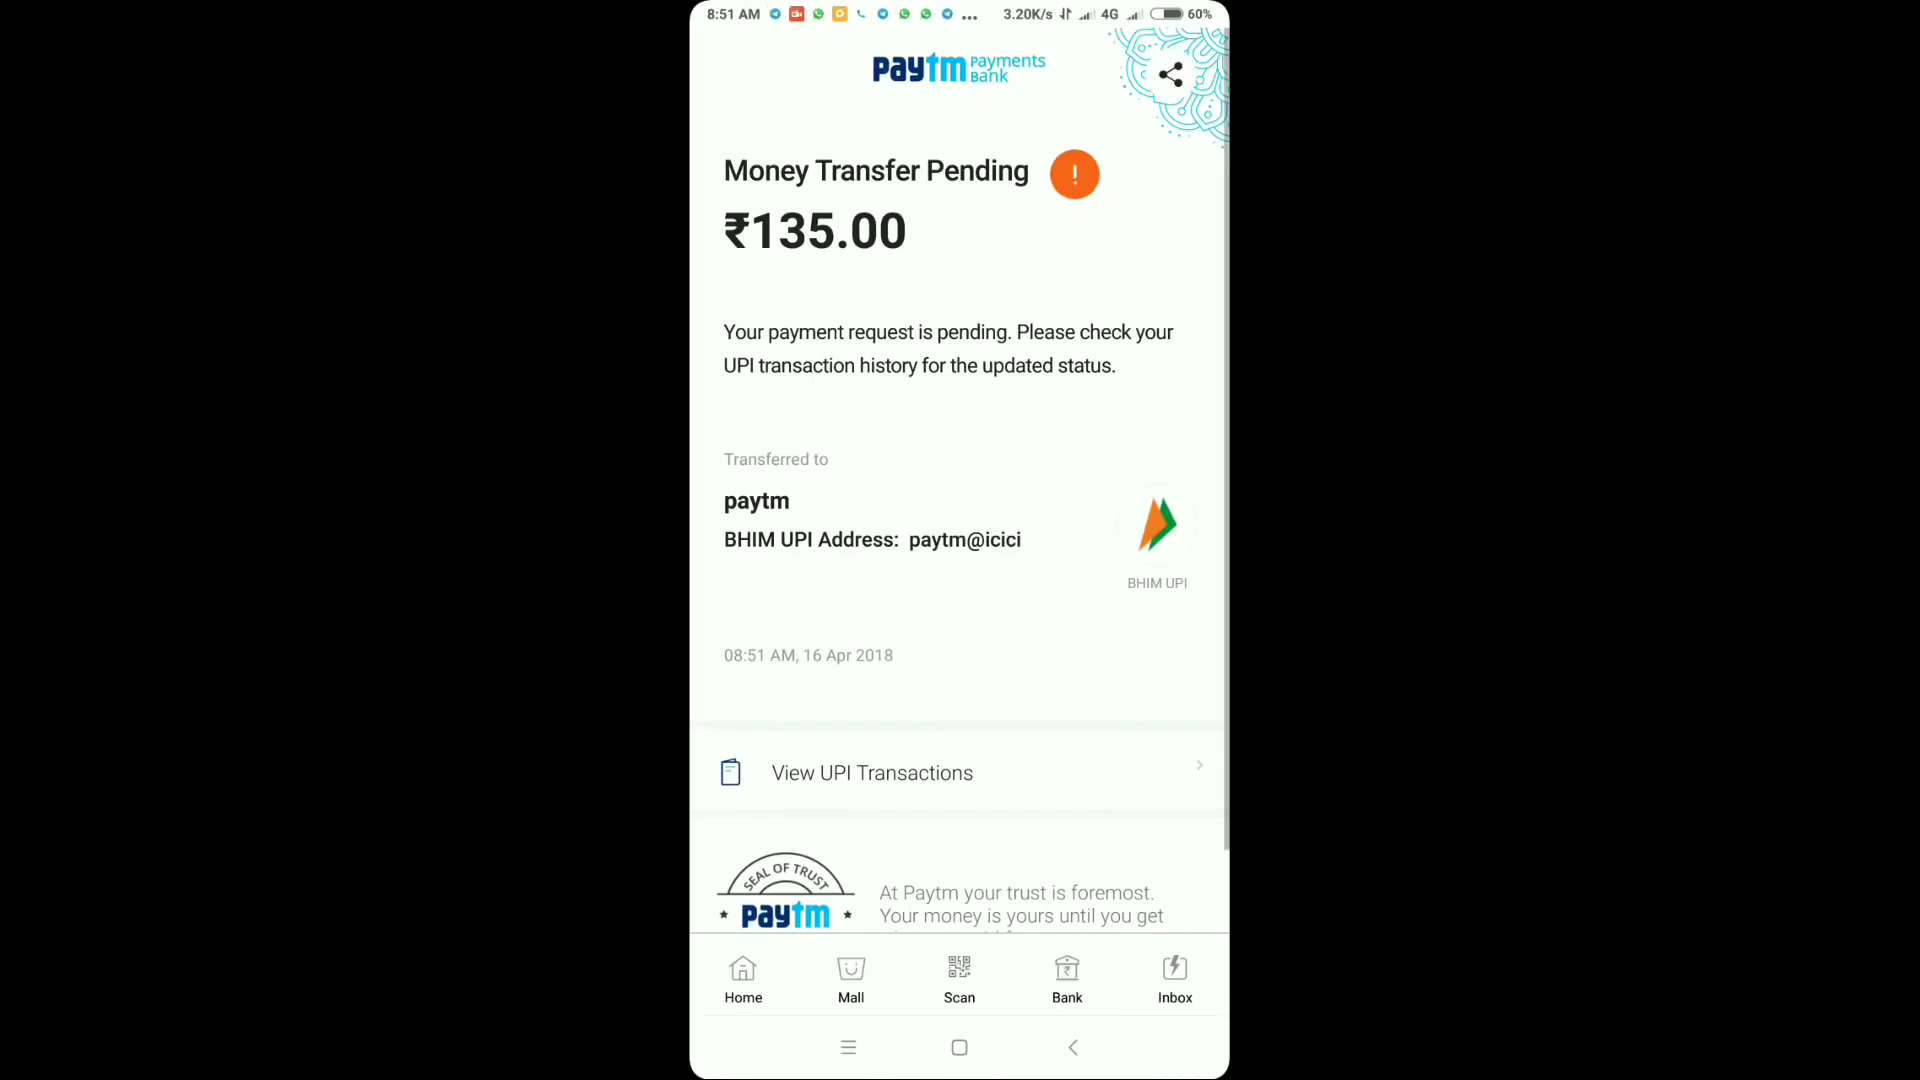 8:51 AM ... 3.20K/s 4G 60%
paytm Payments Bank
Money Transfer Pending !
₹135.00
Your payment request is pending. Please check your
UPI transaction history for the updated status.
Transferred to
paytm
BHIM UPI Address: paytm@icici
BHIM UPI
08:51 AM, 16 Apr 2018
View UPI Transactions
SEAL OF TRUST
paytm
At Paytm your trust is foremost.
Your money is yours until you get
Home Mall Scan Bank Inbox